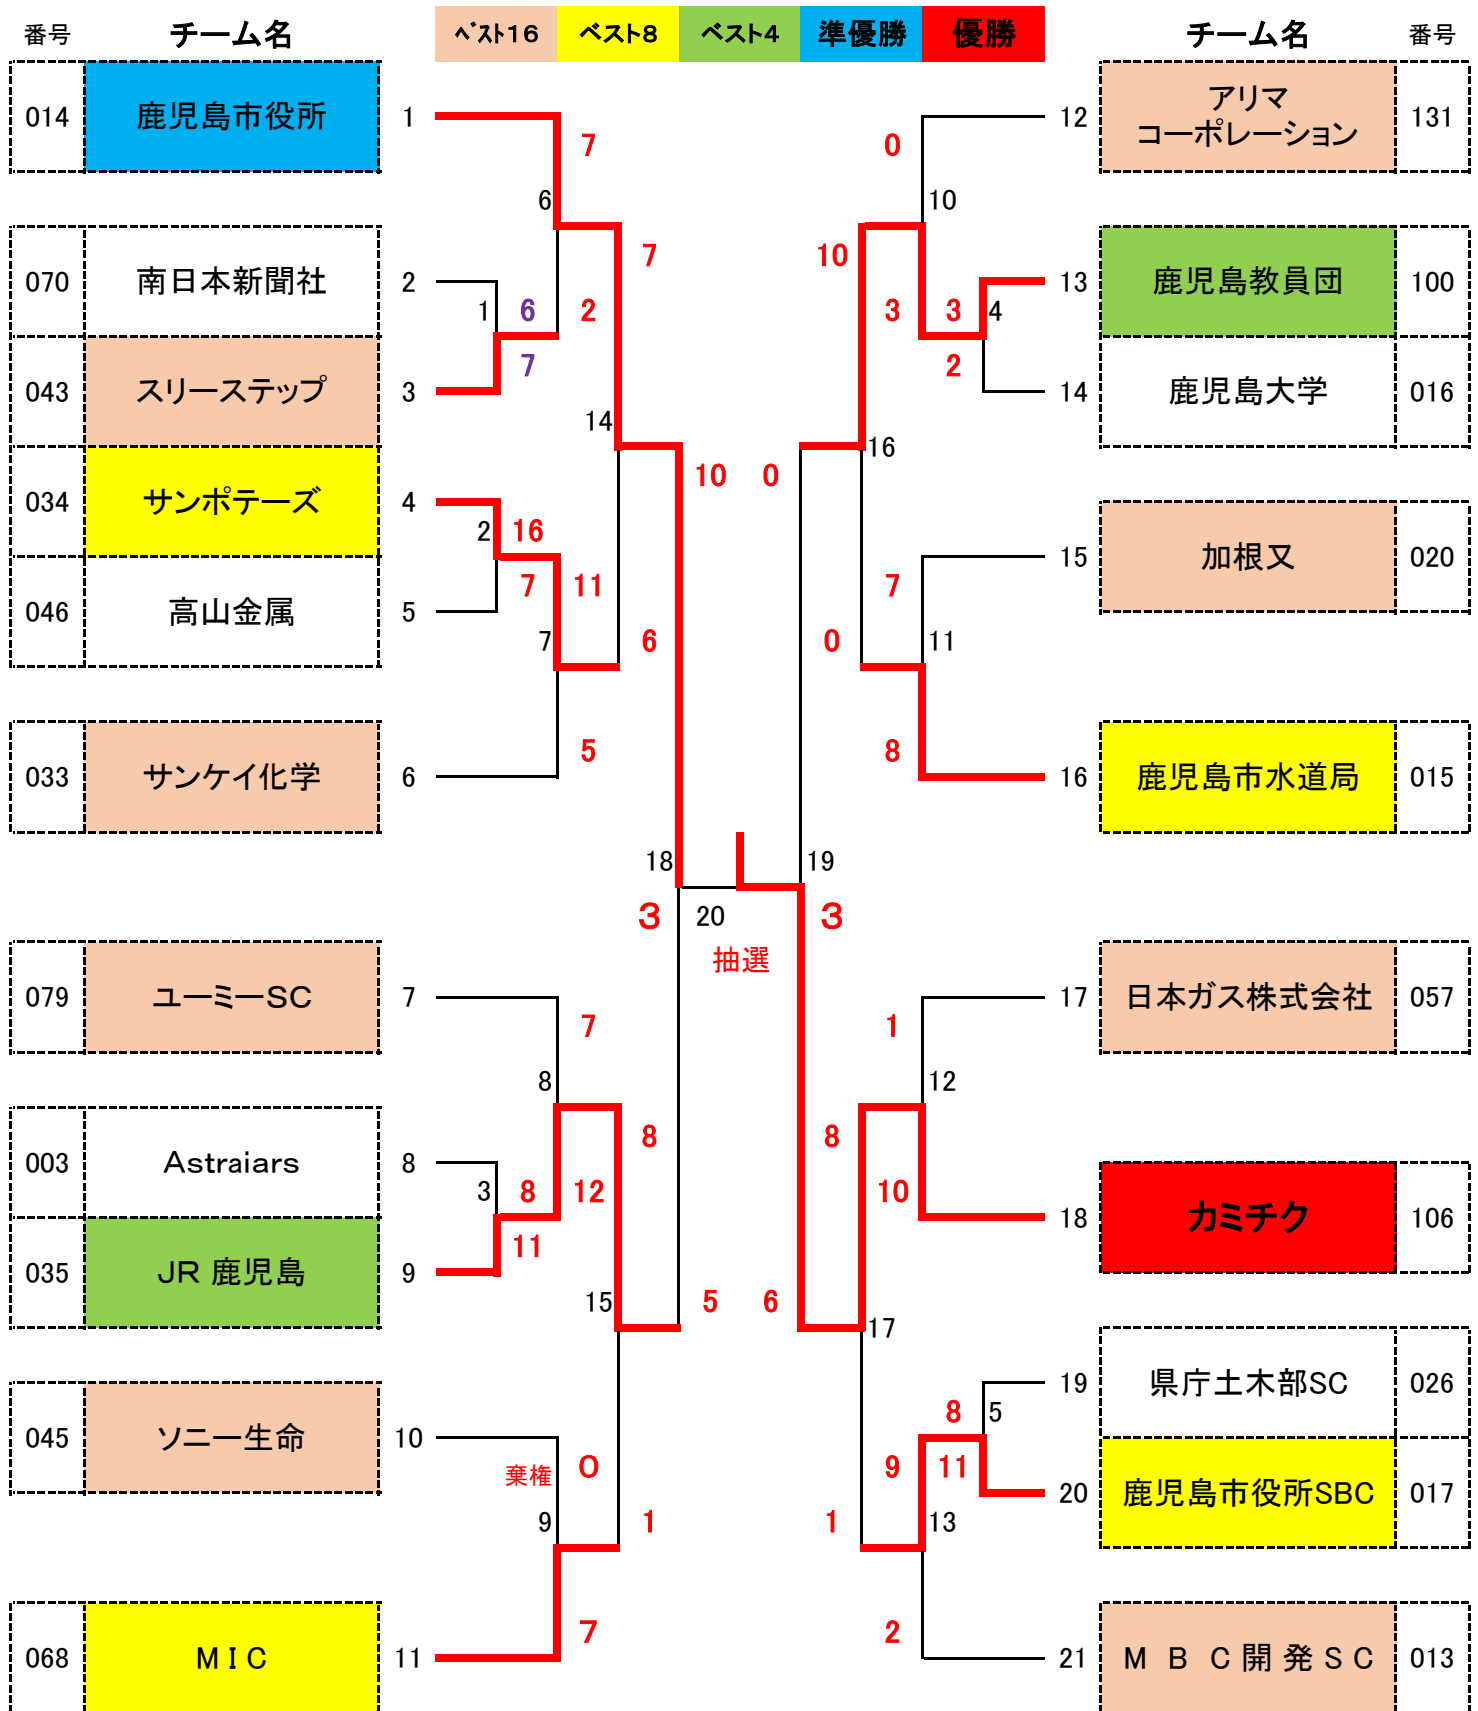 番号 チーム名 ベスト16 ベスト8 ベスト4 準優勝 優勝 チーム名 番号
014 鹿児島市役所 1
7
6
070 南日本新聞社 2
1 6
7
2
7
043 スリーステップ 3
14
034 サンポテーズ 4
2 16
7 11
046 高山金属 5
7
6
10
033 サンケイ化学 6
5
18
3
079 ユーミーSC 7
7
8
003 Astraiars 8
3 8
11
12
8
035 JR 鹿児島 9
15
5
045 ソニー生命 10
棄権 0
9
1
068 MIC 11
7
20
抽選
12 アリマ
コーポレーション 131
0
10
10
13 鹿児島教員団 100
3 3 4
2
14 鹿児島大学 016
0
16
15 加根又 020
7
11
0
16 鹿児島市水道局 015
8
19
3
17 日本ガス株式会社 057
1
12
8
10
18 カミチク 106
6
17
19 県庁土木部SC 026
8 5
9 11
20 鹿児島市役所SBC 017
13
1
2
21 MBC開発SC 013